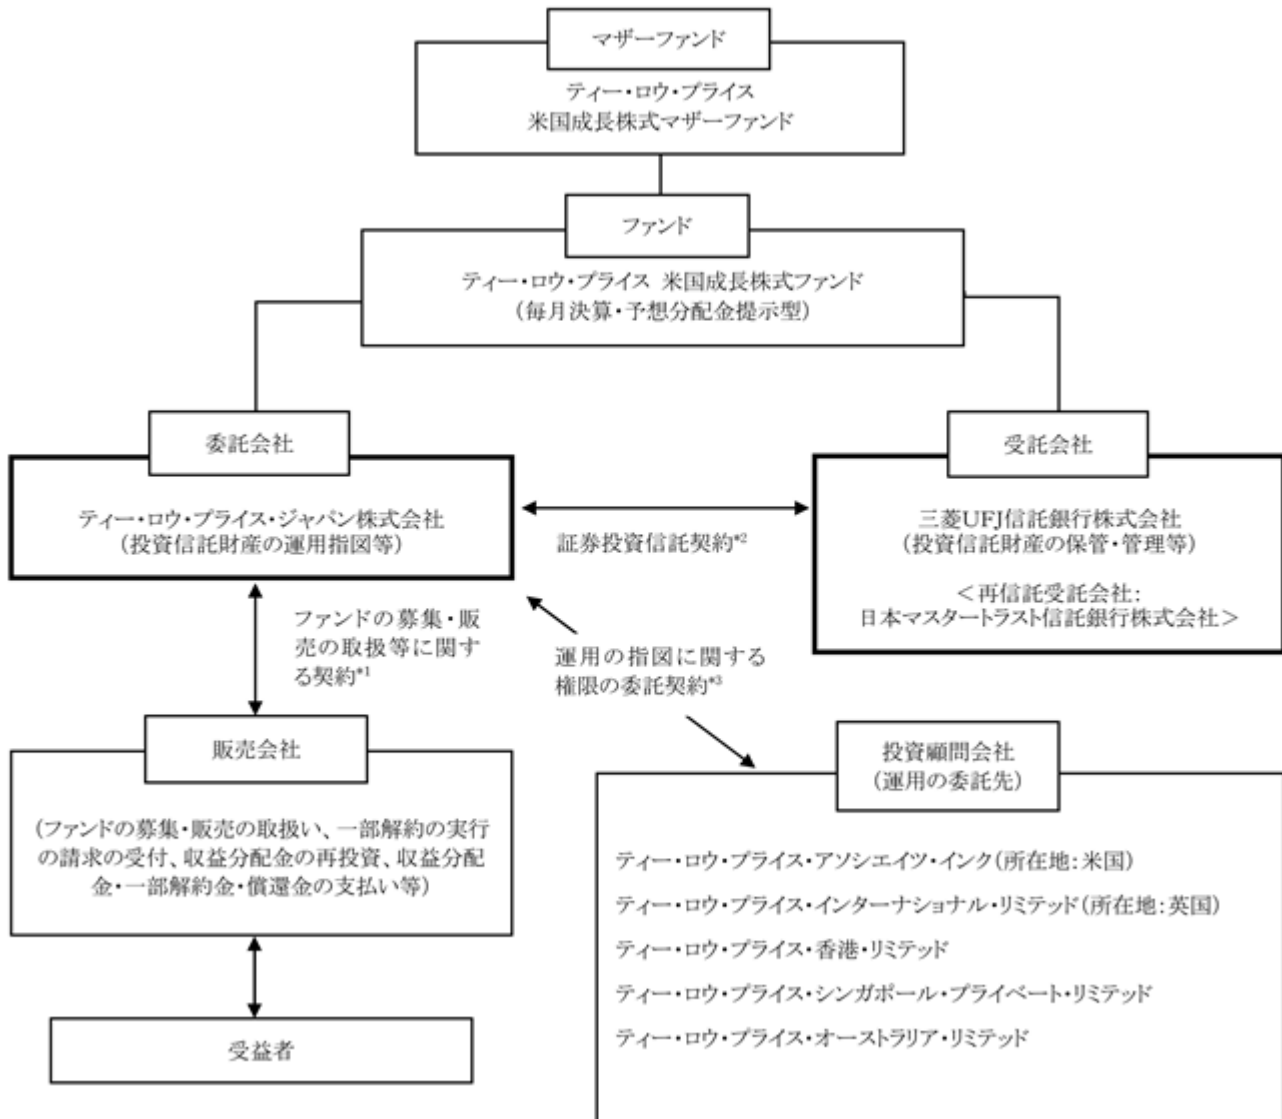 マザーファンド
ティー・ロウ・プライス
米国成長株式マザーファンド
ファンド
ティー・ロウ・プライス 米国成長株式ファンド
(毎月決算・予想分配金提示型)
委託会社
ティー・ロウ・プライス・ジャパン株式会社
(投資信託財産の運用指図等)
証券投資信託契約*2
受託会社
三菱UFJ信託銀行株式会社
(投資信託財産の保管・管理等)
<再信託受託会社:
日本マスタートラスト信託銀行株式会社>
ファンドの募集・販
売の取扱等に関す
る契約*1
運用の指図に関する
権限の委託契約*3
販売会社
(ファンドの募集・販売の取扱い、一部解約の実行
の請求の受付、収益分配金の再投資、収益分配
金・一部解約金・償還金の支払い等)
受益者
投資顧問会社
(運用の委託先)
ティー・ロウ・プライス・アソシエイツ・インク(所在地:米国)
ティー・ロウ・プライス・インターナショナル・リミテッド(所在地:英国)
ティー・ロウ・プライス・香港・リミテッド
ティー・ロウ・プライス・シンガポール・プライベート・リミテッド
ティー・ロウ・プライス・オーストラリア・リミテッド